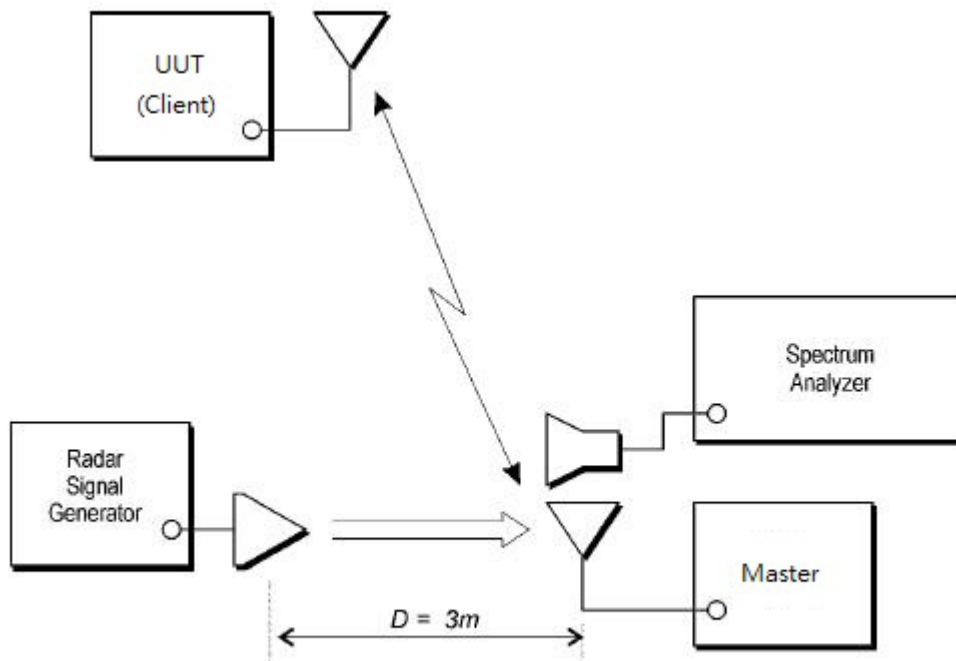 UUT
(Client)
Spectrum
Analyzer
Radar
Signal
Generator
Master
D = 3m